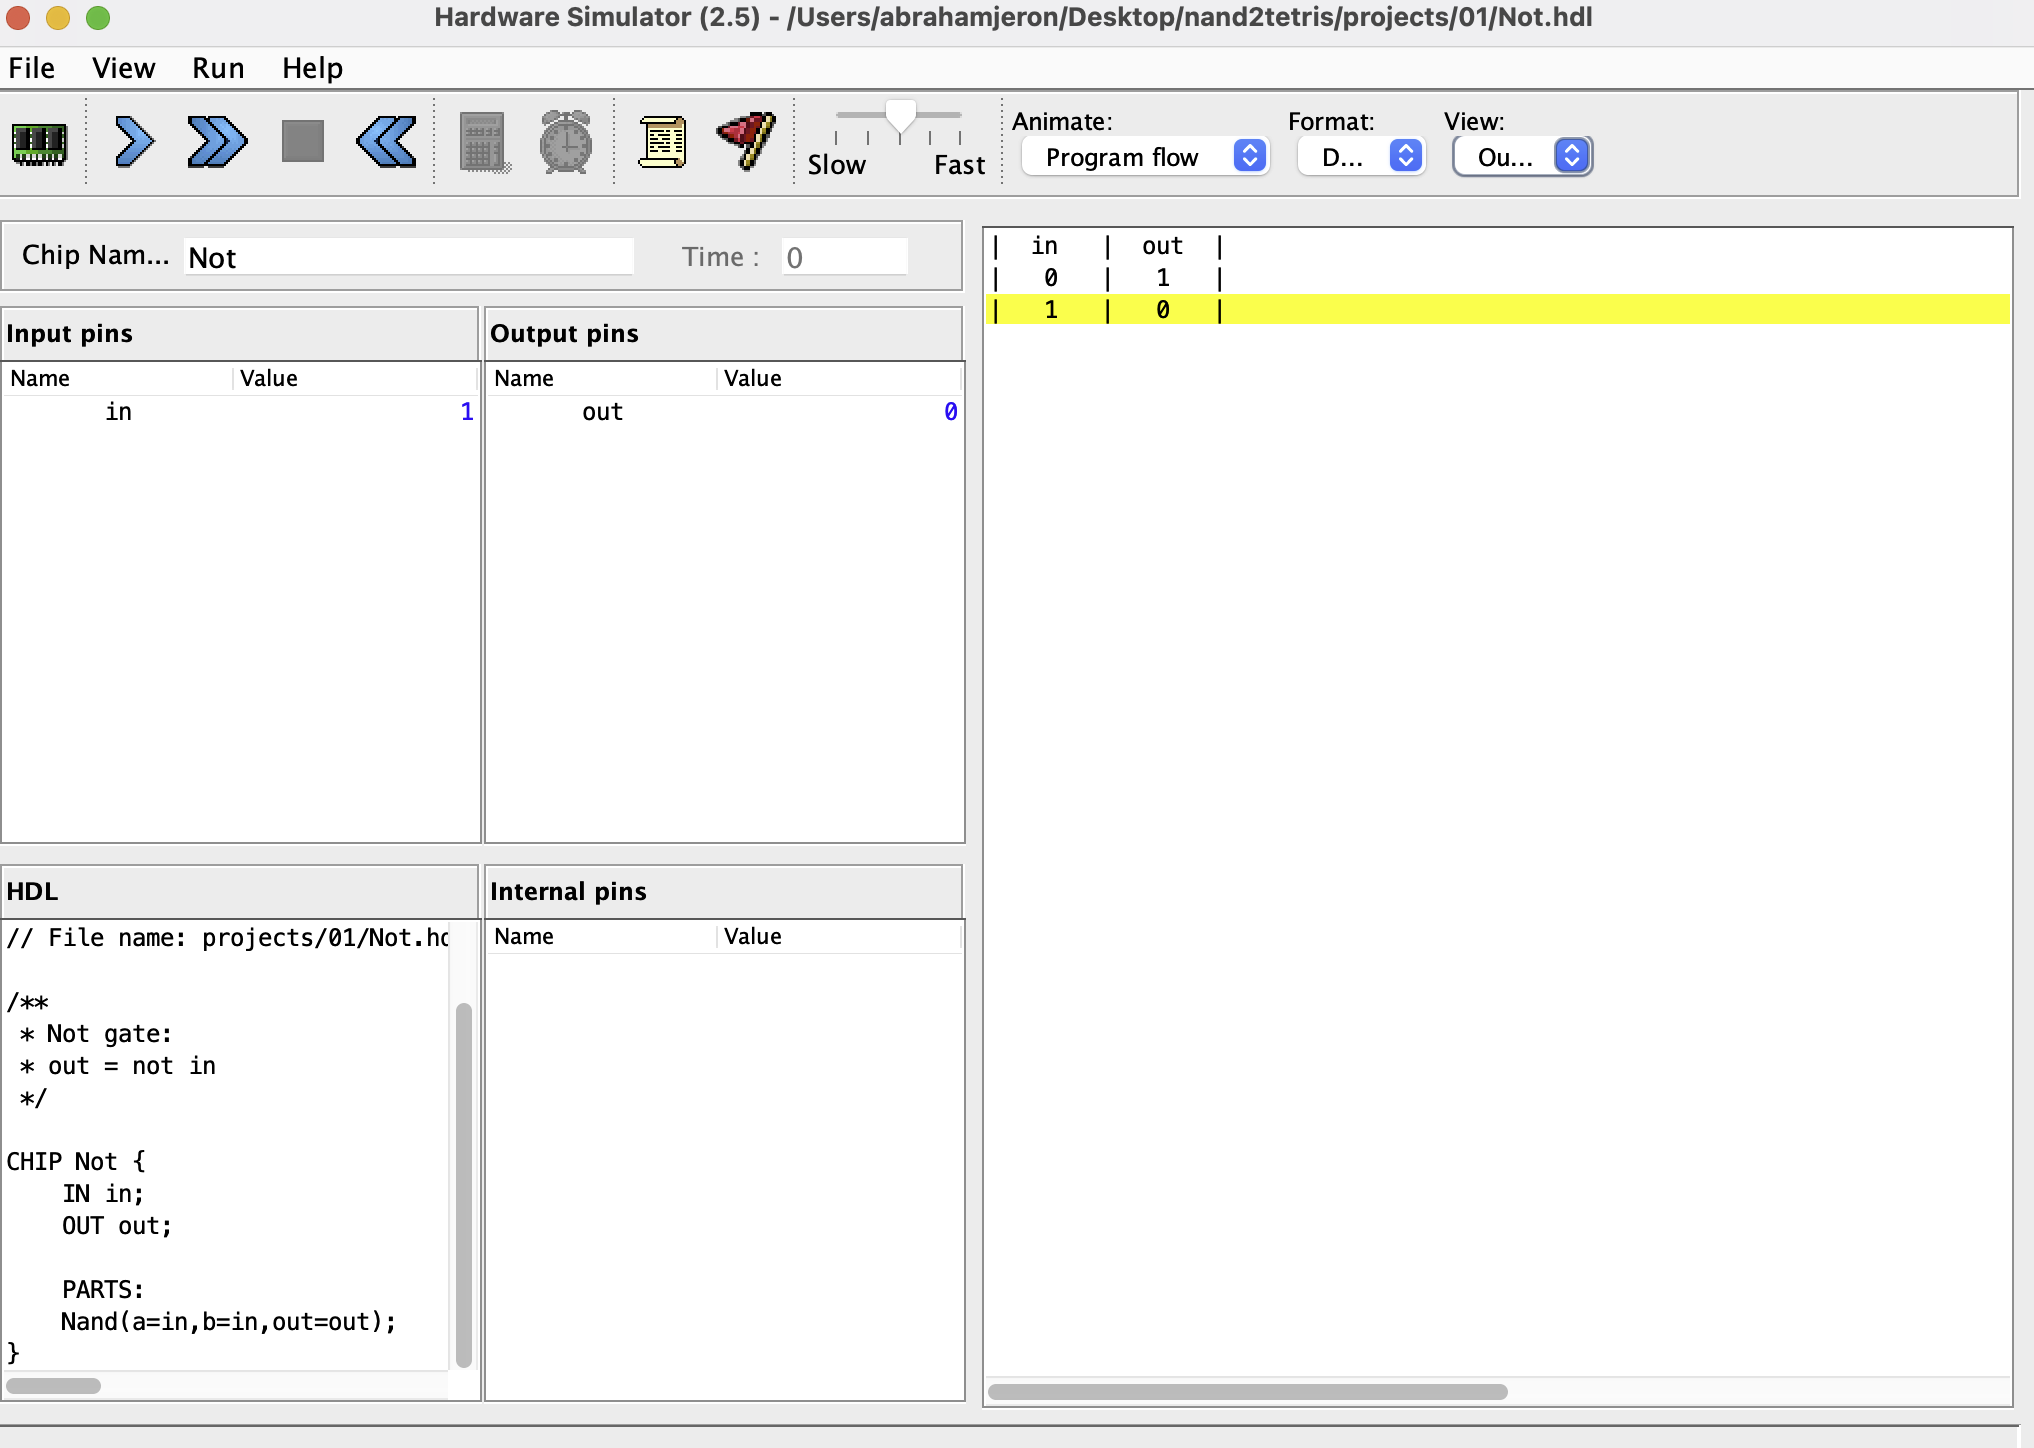 Hardware Simulator (2.5) - /Users/abrahamjeron/Desktop/nand2tetris/projects/01/Not.hdl
File View Run Help
Animate: Format: View:
Slow Fast Program flow D... Ou...
Chip Nam... Not Time : 0
Input pins
Name Value
in 1
Output pins
Name Value
out 0
HDL
// File name: projects/01/Not.hd
/**
* Not gate:
* out = not in
*/
CHIP Not {
IN in;
OUT out;
PARTS:
Nand(a=in,b=in,out=out);
}
Internal pins
Name Value
| in | out |
| 0 | 1 |
| 1 | 0 |